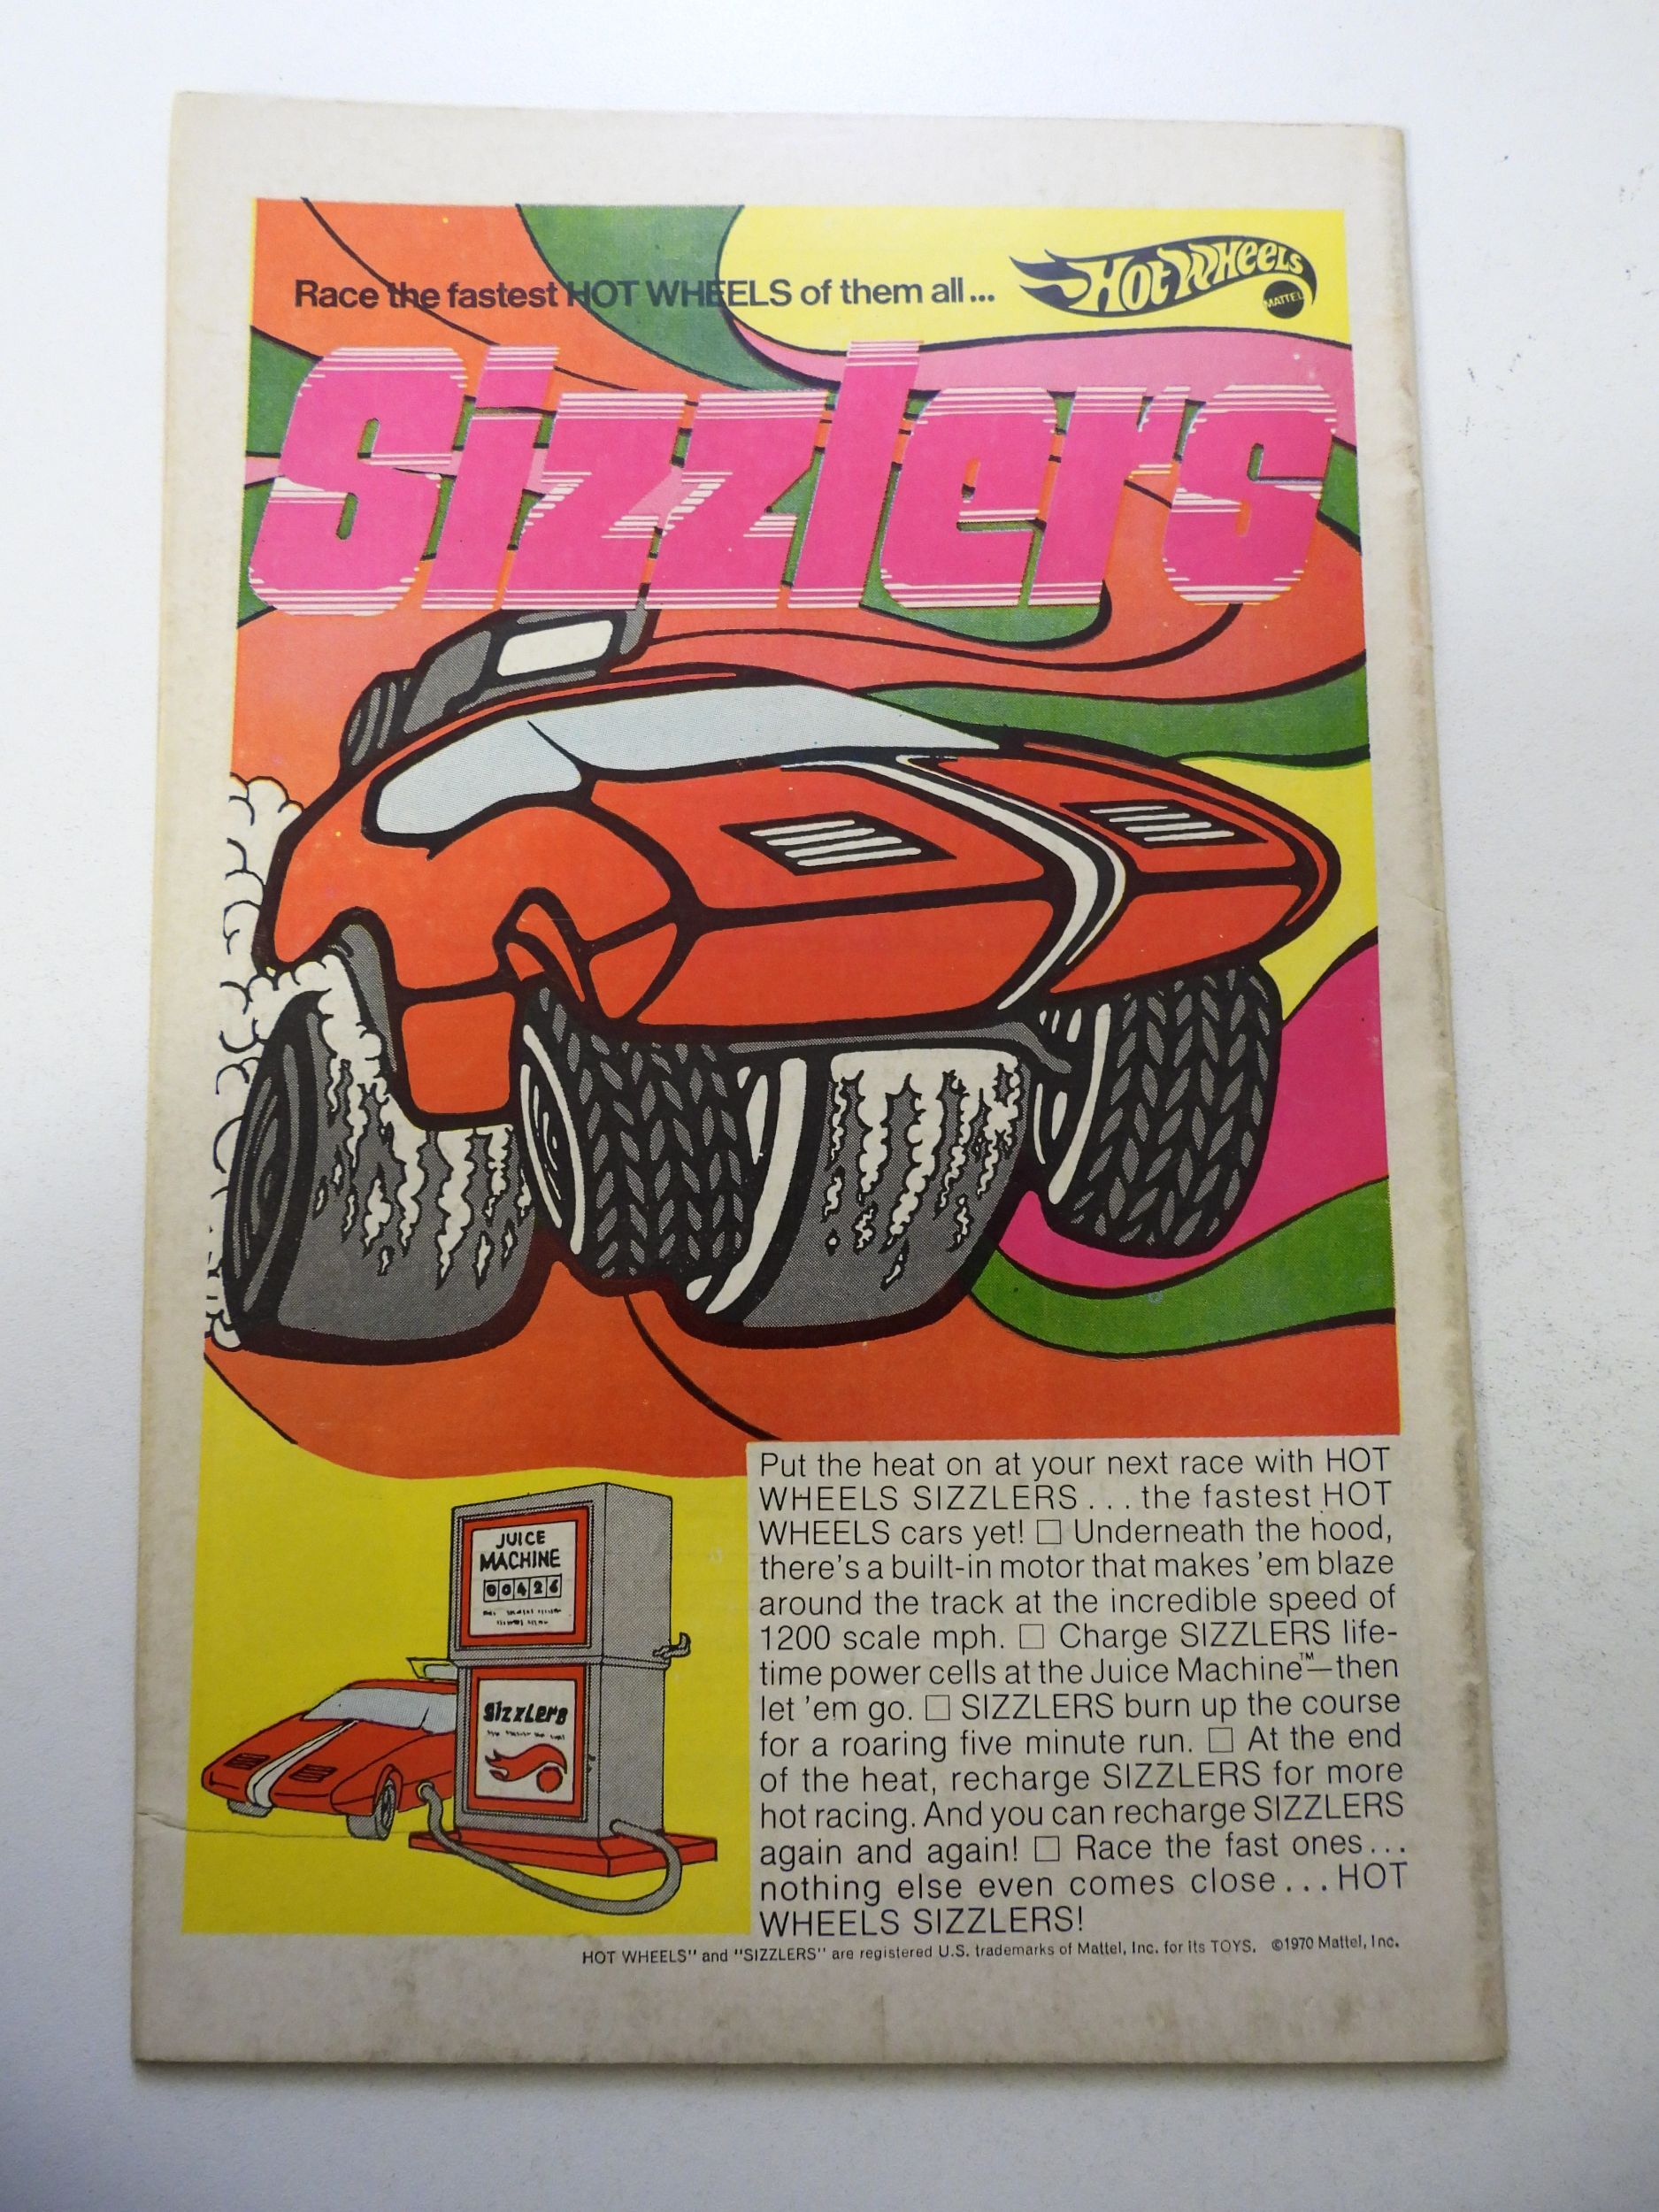 Race the fastest HOT WHEELS of them all...
Hot Wheels
MATTEL
Sizzlers
Put the heat on at your next race with HOT
WHEELS SIZZLERS... the fastest HOT
WHEELS cars yet! □ Underneath the hood,
there's a built-in motor that makes 'em blaze
around the track at the incredible speed of
1200 scale mph. □ Charge SIZZLERS life-
time power cells at the Juice Machine™—then
let 'em go. □ SIZZLERS burn up the course
for a roaring five minute run. □ At the end
of the heat, recharge SIZZLERS for more
hot racing. And you can recharge SIZZLERS
again and again! □ Race the fast ones...
nothing else even comes close...HOT
WHEELS SIZZLERS!
JUICE
MACHINE
00426
Sizzlers
HOT WHEELS" and "SIZZLERS" are registered U.S. trademarks of Mattel, Inc. for its TOYS. ©1970 Mattel, Inc.